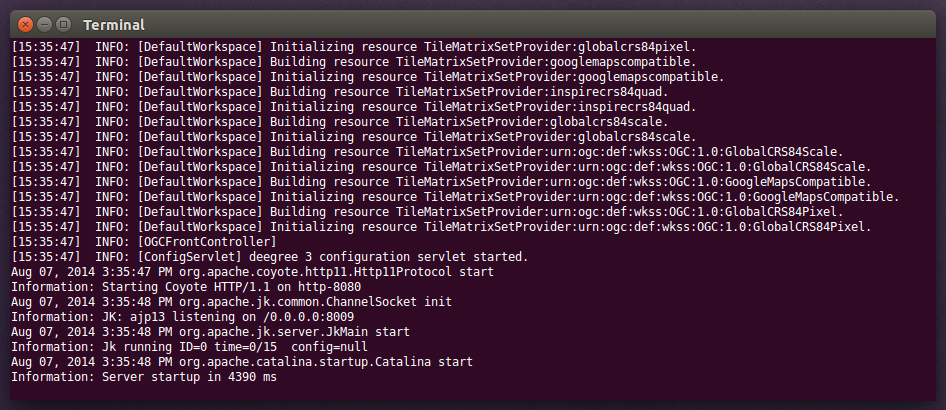 Terminal
[15:35:47]  INFO: [DefaultWorkspace] Initializing resource TileMatrixSetProvider:globalcrs84pixel.
[15:35:47]  INFO: [DefaultWorkspace] Building resource TileMatrixSetProvider:googlemapscompatible.
[15:35:47]  INFO: [DefaultWorkspace] Initializing resource TileMatrixSetProvider:googlemapscompatible.
[15:35:47]  INFO: [DefaultWorkspace] Building resource TileMatrixSetProvider:inspirecrs84quad.
[15:35:47]  INFO: [DefaultWorkspace] Initializing resource TileMatrixSetProvider:inspirecrs84quad.
[15:35:47]  INFO: [DefaultWorkspace] Building resource TileMatrixSetProvider:globalcrs84scale.
[15:35:47]  INFO: [DefaultWorkspace] Initializing resource TileMatrixSetProvider:globalcrs84scale.
[15:35:47]  INFO: [DefaultWorkspace] Building resource TileMatrixSetProvider:urn:ogc:def:wkss:OGC:1.0:GlobalCRS84Scale.
[15:35:47]  INFO: [DefaultWorkspace] Initializing resource TileMatrixSetProvider:urn:ogc:def:wkss:OGC:1.0:GlobalCRS84Scale.
[15:35:47]  INFO: [DefaultWorkspace] Building resource TileMatrixSetProvider:urn:ogc:def:wkss:OGC:1.0:GoogleMapsCompatible.
[15:35:47]  INFO: [DefaultWorkspace] Initializing resource TileMatrixSetProvider:urn:ogc:def:wkss:OGC:1.0:GoogleMapsCompatible.
[15:35:47]  INFO: [DefaultWorkspace] Building resource TileMatrixSetProvider:urn:ogc:def:wkss:OGC:1.0:GlobalCRS84Pixel.
[15:35:47]  INFO: [DefaultWorkspace] Initializing resource TileMatrixSetProvider:urn:ogc:def:wkss:OGC:1.0:GlobalCRS84Pixel.
[15:35:47]  INFO: [OGCFrontController]
[15:35:47]  INFO: [ConfigServlet] deegree 3 configuration servlet started.
Aug 07, 2014 3:35:47 PM org.apache.coyote.http11.Http11Protocol start
Information: Starting Coyote HTTP/1.1 on http-8080
Aug 07, 2014 3:35:48 PM org.apache.jk.common.ChannelSocket init
Information: JK: ajp13 listening on /0.0.0.0:8009
Aug 07, 2014 3:35:48 PM org.apache.jk.server.JkMain start
Information: Jk running ID=0 time=0/15  config=null
Aug 07, 2014 3:35:48 PM org.apache.catalina.startup.Catalina start
Information: Server startup in 4390 ms